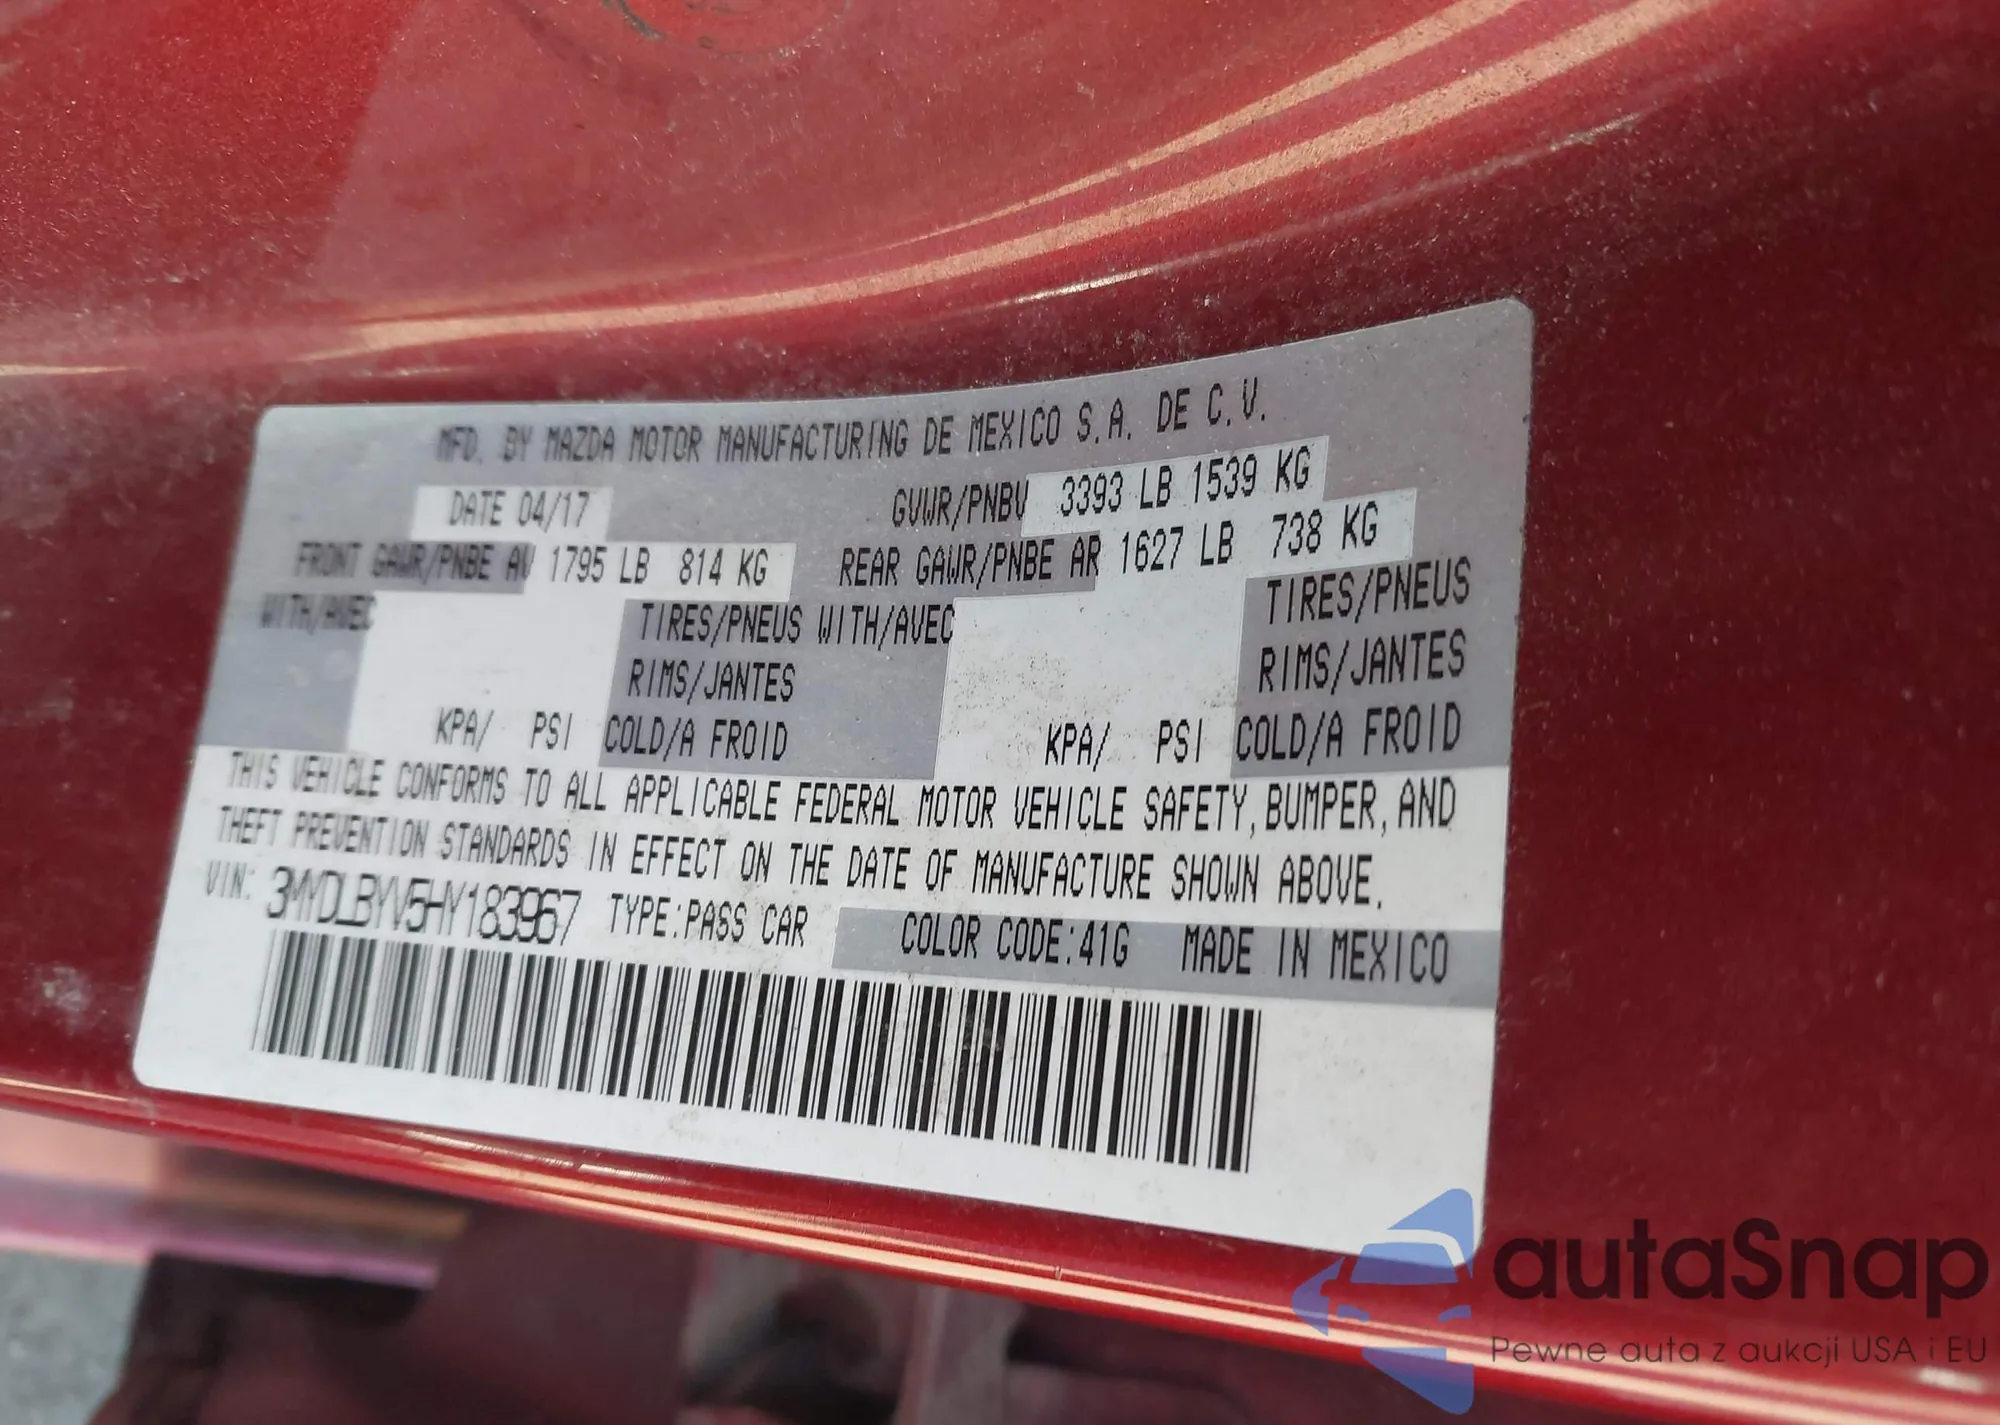 MFD. BY MAZDA MOTOR MANUFACTURING DE MEXICO S.A. DE C.V.
DATE 04/17 GVWR/PNBV 3393 LB 1539 KG
FRONT GAWR/PNBE AV 1795 LB 814 KG REAR GAWR/PNBE AR 1627 LB 738 KG
WITH/AVEC TIRES/PNEUS WITH/AVEC TIRES/PNEUS
RIMS/JANTES RIMS/JANTES
KPA/ PSI COLD/A FROID KPA/ PSI COLD/A FROID
THIS VEHICLE CONFORMS TO ALL APPLICABLE FEDERAL MOTOR VEHICLE SAFETY, BUMPER, AND
THEFT PREVENTION STANDARDS IN EFFECT ON THE DATE OF MANUFACTURE SHOWN ABOVE.
VIN: 3MYDLBYV5HY183967 TYPE:PASS CAR COLOR CODE:41G MADE IN MEXICO
autaSnap
Pewne auta z aukcji USA i EU